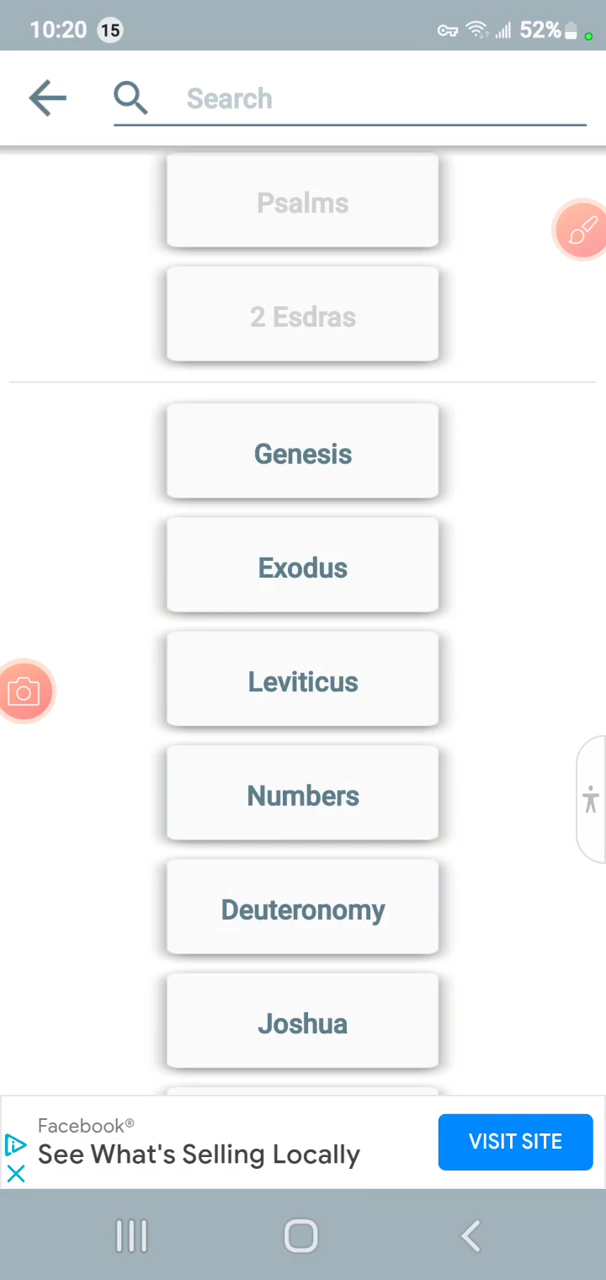 10:20 15 52%
Search
Psalms
2 Esdras
Genesis
Exodus
Leviticus
Numbers
Deuteronomy
Joshua
Facebook®
See What's Selling Locally
VISIT SITE